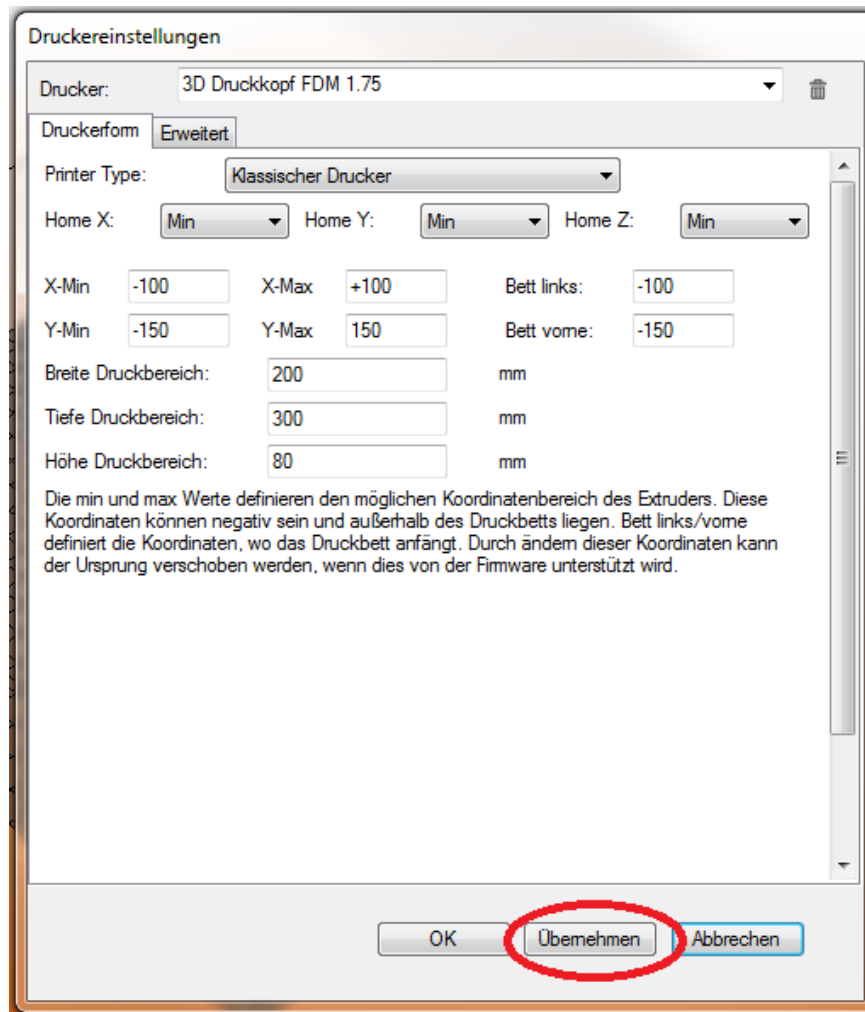 Druckereinstellungen
Drucker: 3D Druckkopf FDM 1.75
Druckerform Erweitert
Printer Type: Klassischer Drucker
Home X: Min Home Y: Min Home Z: Min
X-Min -100 X-Max +100 Bett links: -100
Y-Min -150 Y-Max 150 Bett vorne: -150
Breite Druckbereich: 200 mm
Tiefe Druckbereich: 300 mm
Höhe Druckbereich: 80 mm
Die min und max Werte definieren den möglichen Koordinatenbereich des Extruders. Diese
Koordinaten können negativ sein und außerhalb des Druckbetts liegen. Bett links/vorne
definiert die Koordinaten, wo das Druckbett anfängt. Durch ändern dieser Koordinaten kann
der Ursprung verschoben werden, wenn dies von der Firmware unterstützt wird.
OK Übernehmen Abbrechen